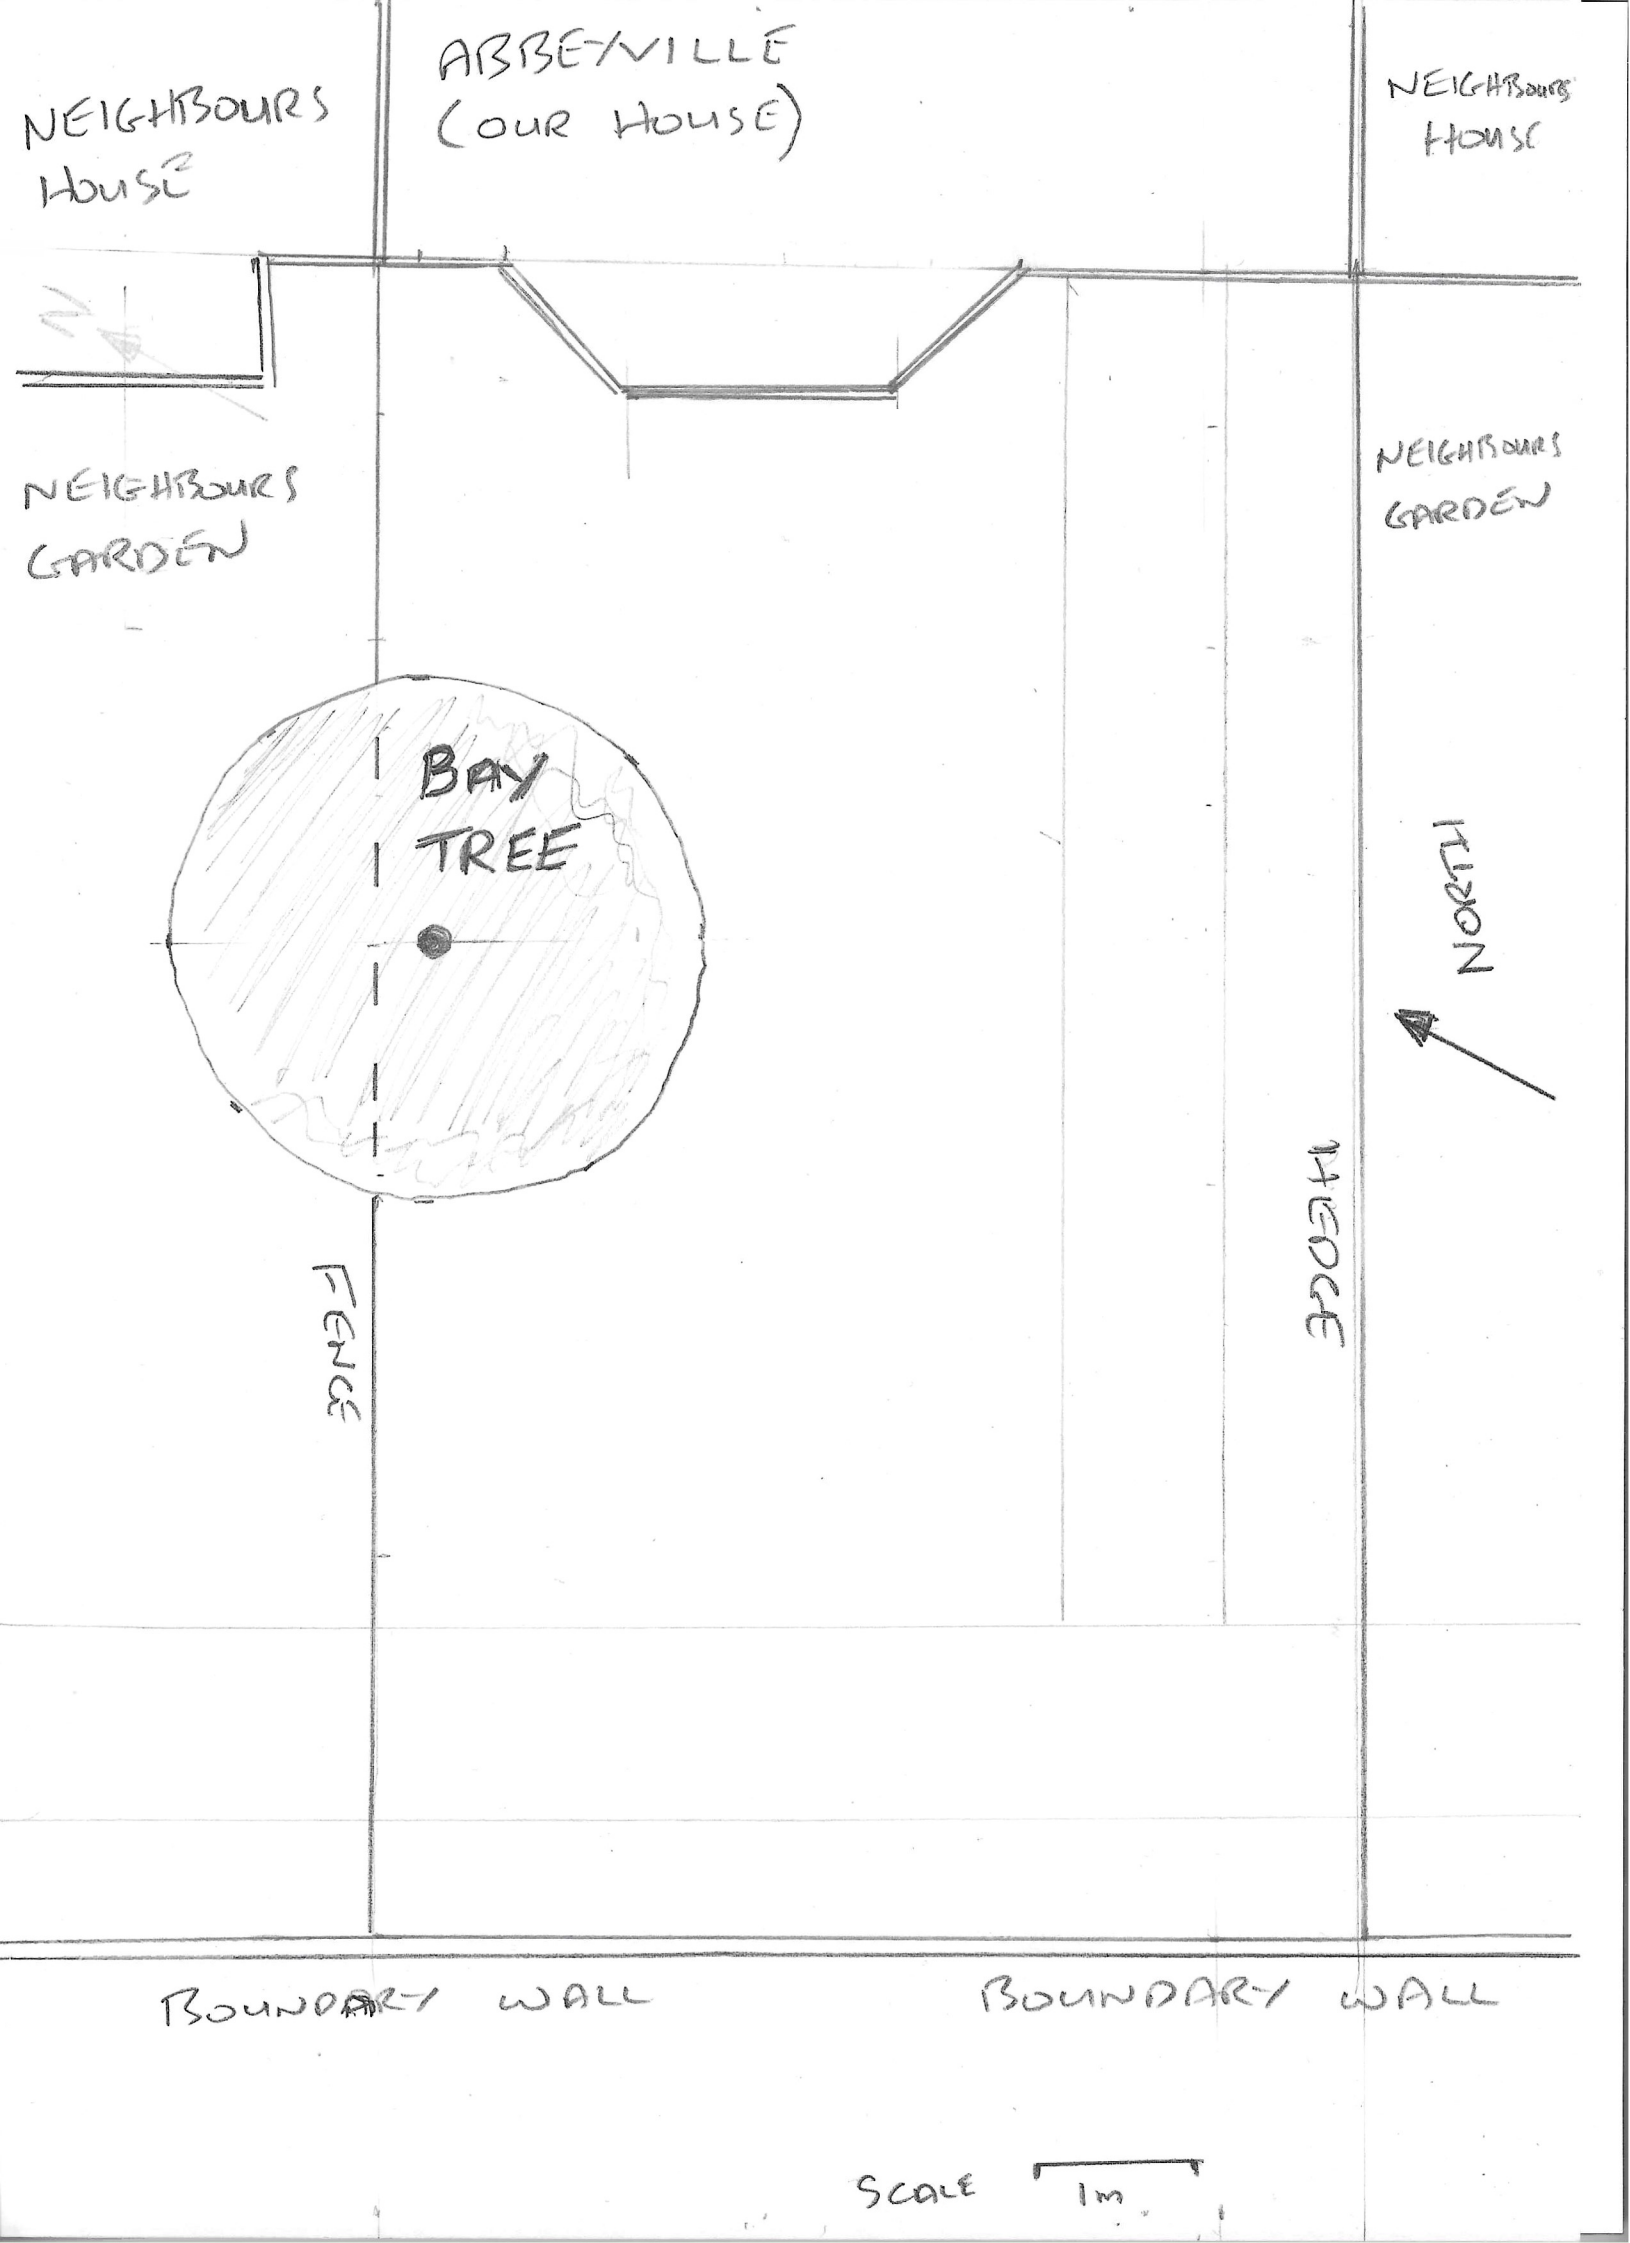 ABBEYVILLE
(OUR HOUSE)
NEIGHBOURS
HOUSE
NEIGHBOURS
HOUSE
N
NEIGHBOURS
GARDEN
NEIGHBOURS
GARDEN
BAY
TREE
NORTH
HEDGE
FENCE
BOUNDARY WALL
BOUNDARY WALL
SCALE
1m